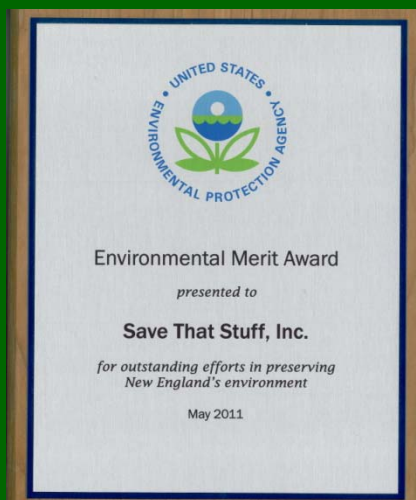 UNITED STATES
ENVIRONMENTAL PROTECTION AGENCY
Environmental Merit Award
presented to
Save That Stuff, Inc.
for outstanding efforts in preserving
New England's environment
May 2011